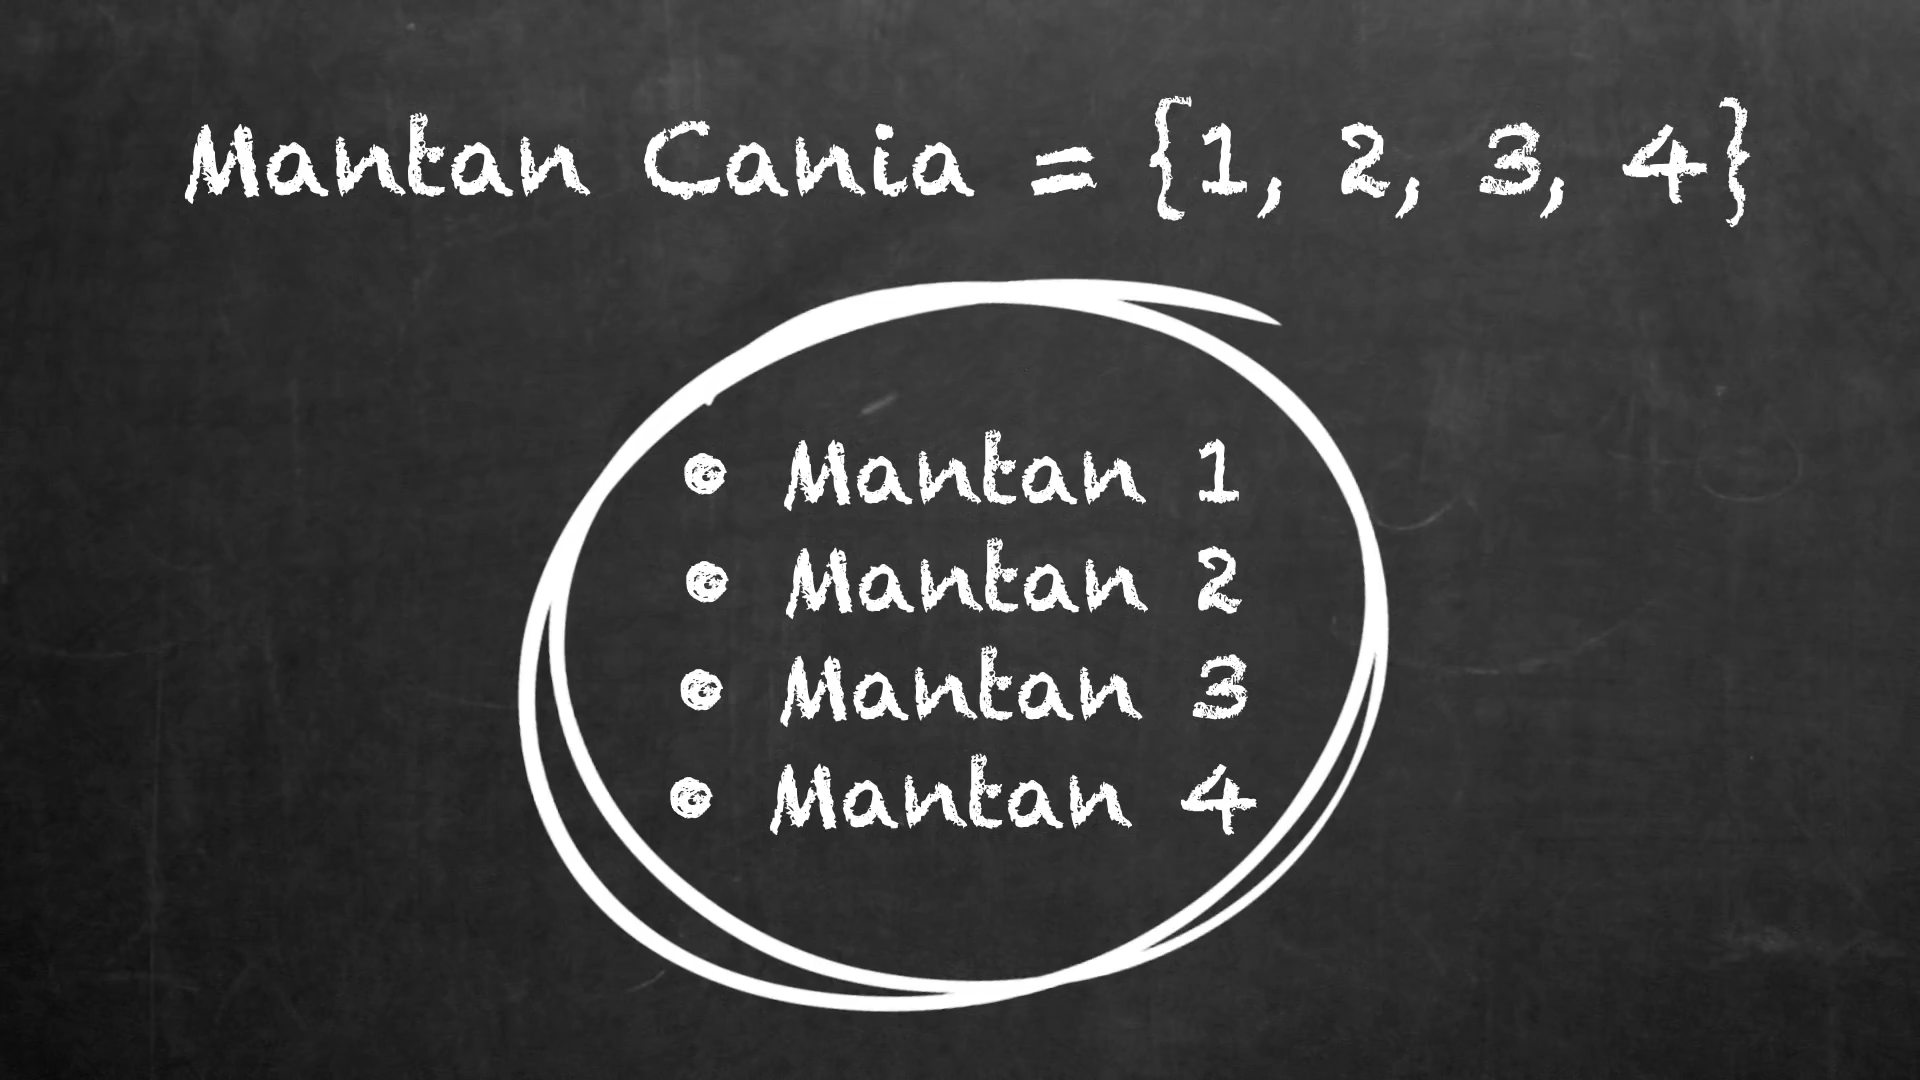 Mantan Cania = {1, 2, 3, 4}
• Mantan 1
• Mantan 2
• Mantan 3
• Mantan 4